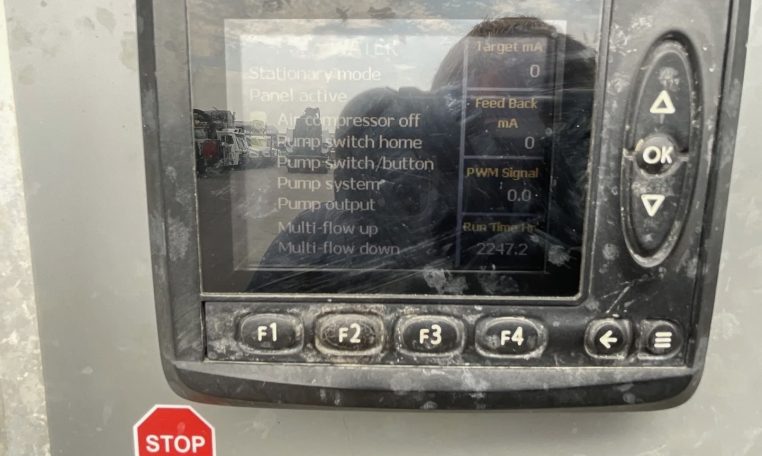 WATER
Stationary mode
Panel active
Air compressor off
Pump switch home
Pump switch/button
Pump system
Pump output
Multi-flow up
Multi-flow down
Target mA
0
Feed Back
mA
0
PWM Signal
0.0
Run Time Hr
2247.2
OK
F1
F2
F3
F4
STOP